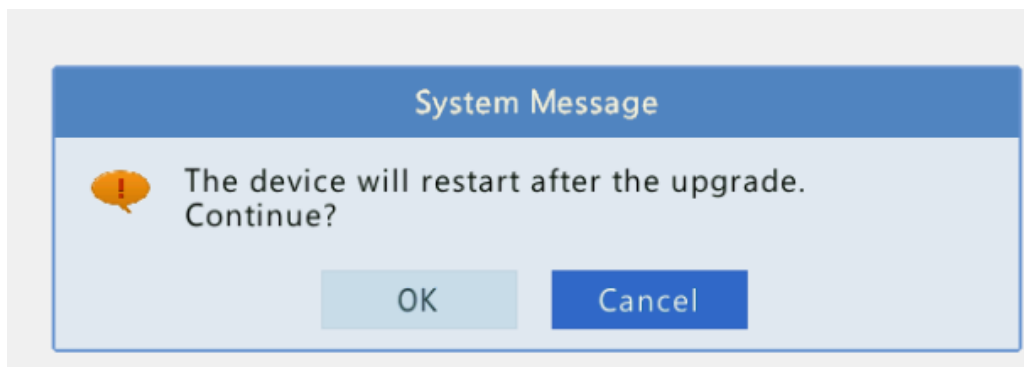 System Message
The device will restart after the upgrade.
Continue?
OK
Cancel